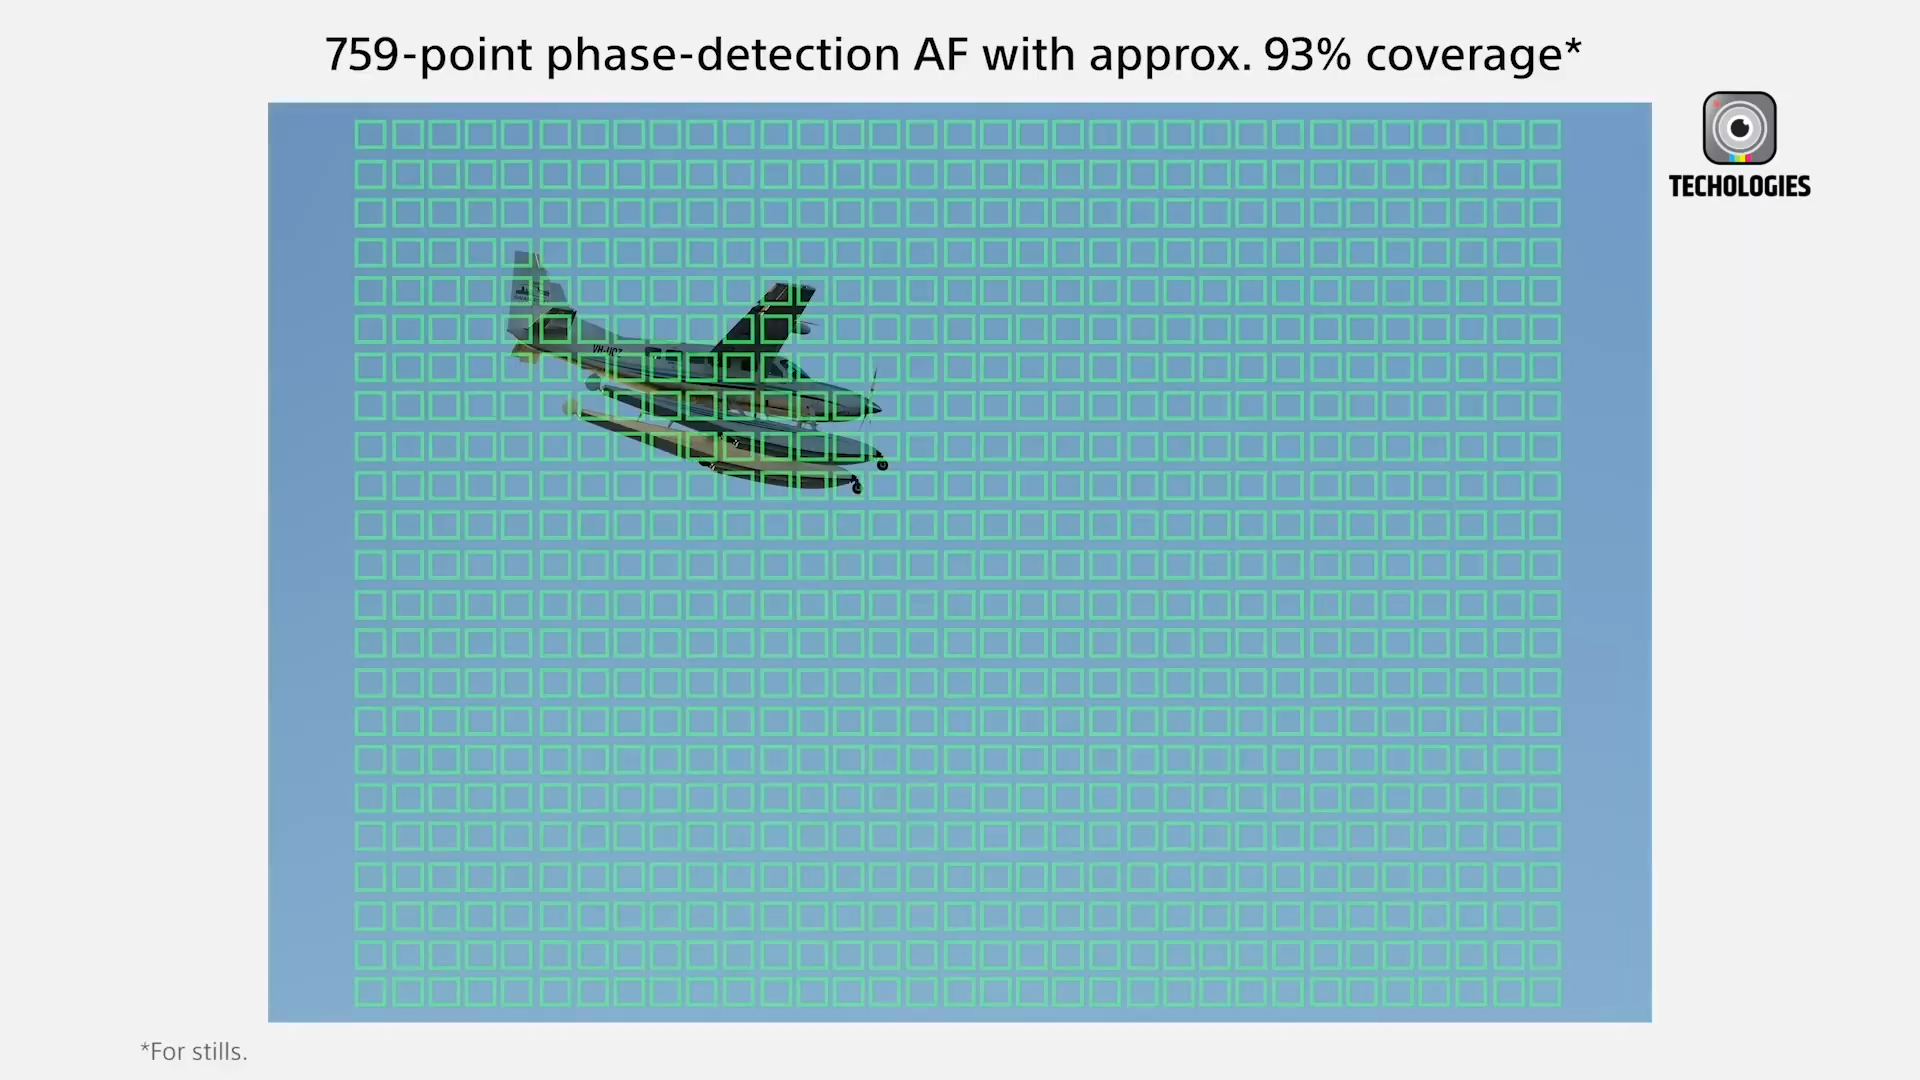 759-point phase-detection AF with approx. 93% coverage*
TECHOLOGIES
*For stills.